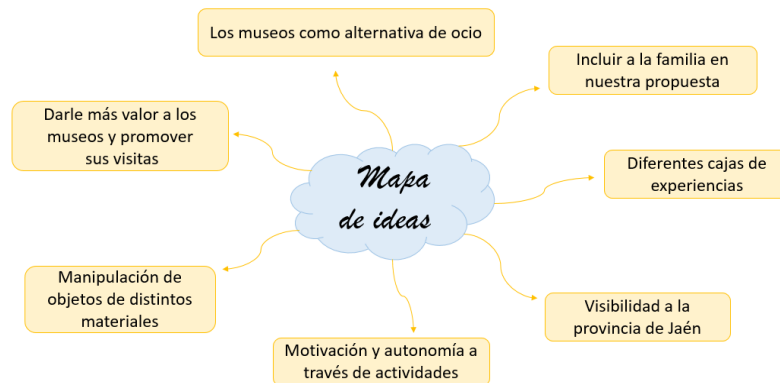 Los museos como alternativa de ocio
Incluir a la familia en
nuestra propuesta
Darle más valor a los
museos y promover
sus visitas
Mapa
de ideas
Diferentes cajas de
experiencias
Manipulación de
objetos de distintos
materiales
Visibilidad a la
provincia de Jaén
Motivación y autonomía a
través de actividades